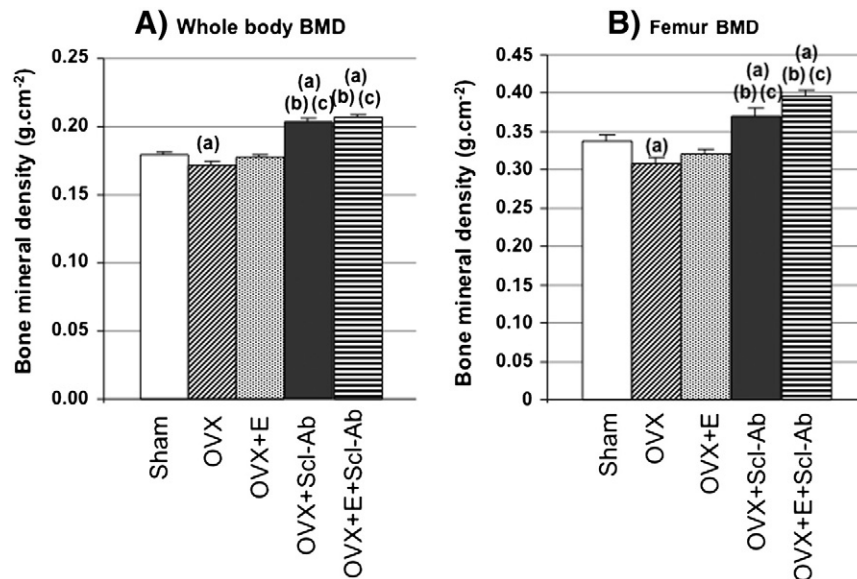 A) Whole body BMD
Bone mineral density (g.cm-2)
0.25
0.20
0.15
0.10
0.05
0.00
(a)
(a)
(b) (c)
(a)
(b) (c)
Sham
OVX
OVX+E
OVX+Scl-Ab
OVX+E+Scl-Ab
B) Femur BMD
Bone mineral density (g.cm-2)
0.45
0.40
0.35
0.30
0.25
0.20
0.15
0.10
0.05
0
(a)
(a)
(b) (c)
(a)
(b) (c)
Sham
OVX
OVX+E
OVX+Scl-Ab
OVX+E+Scl-Ab